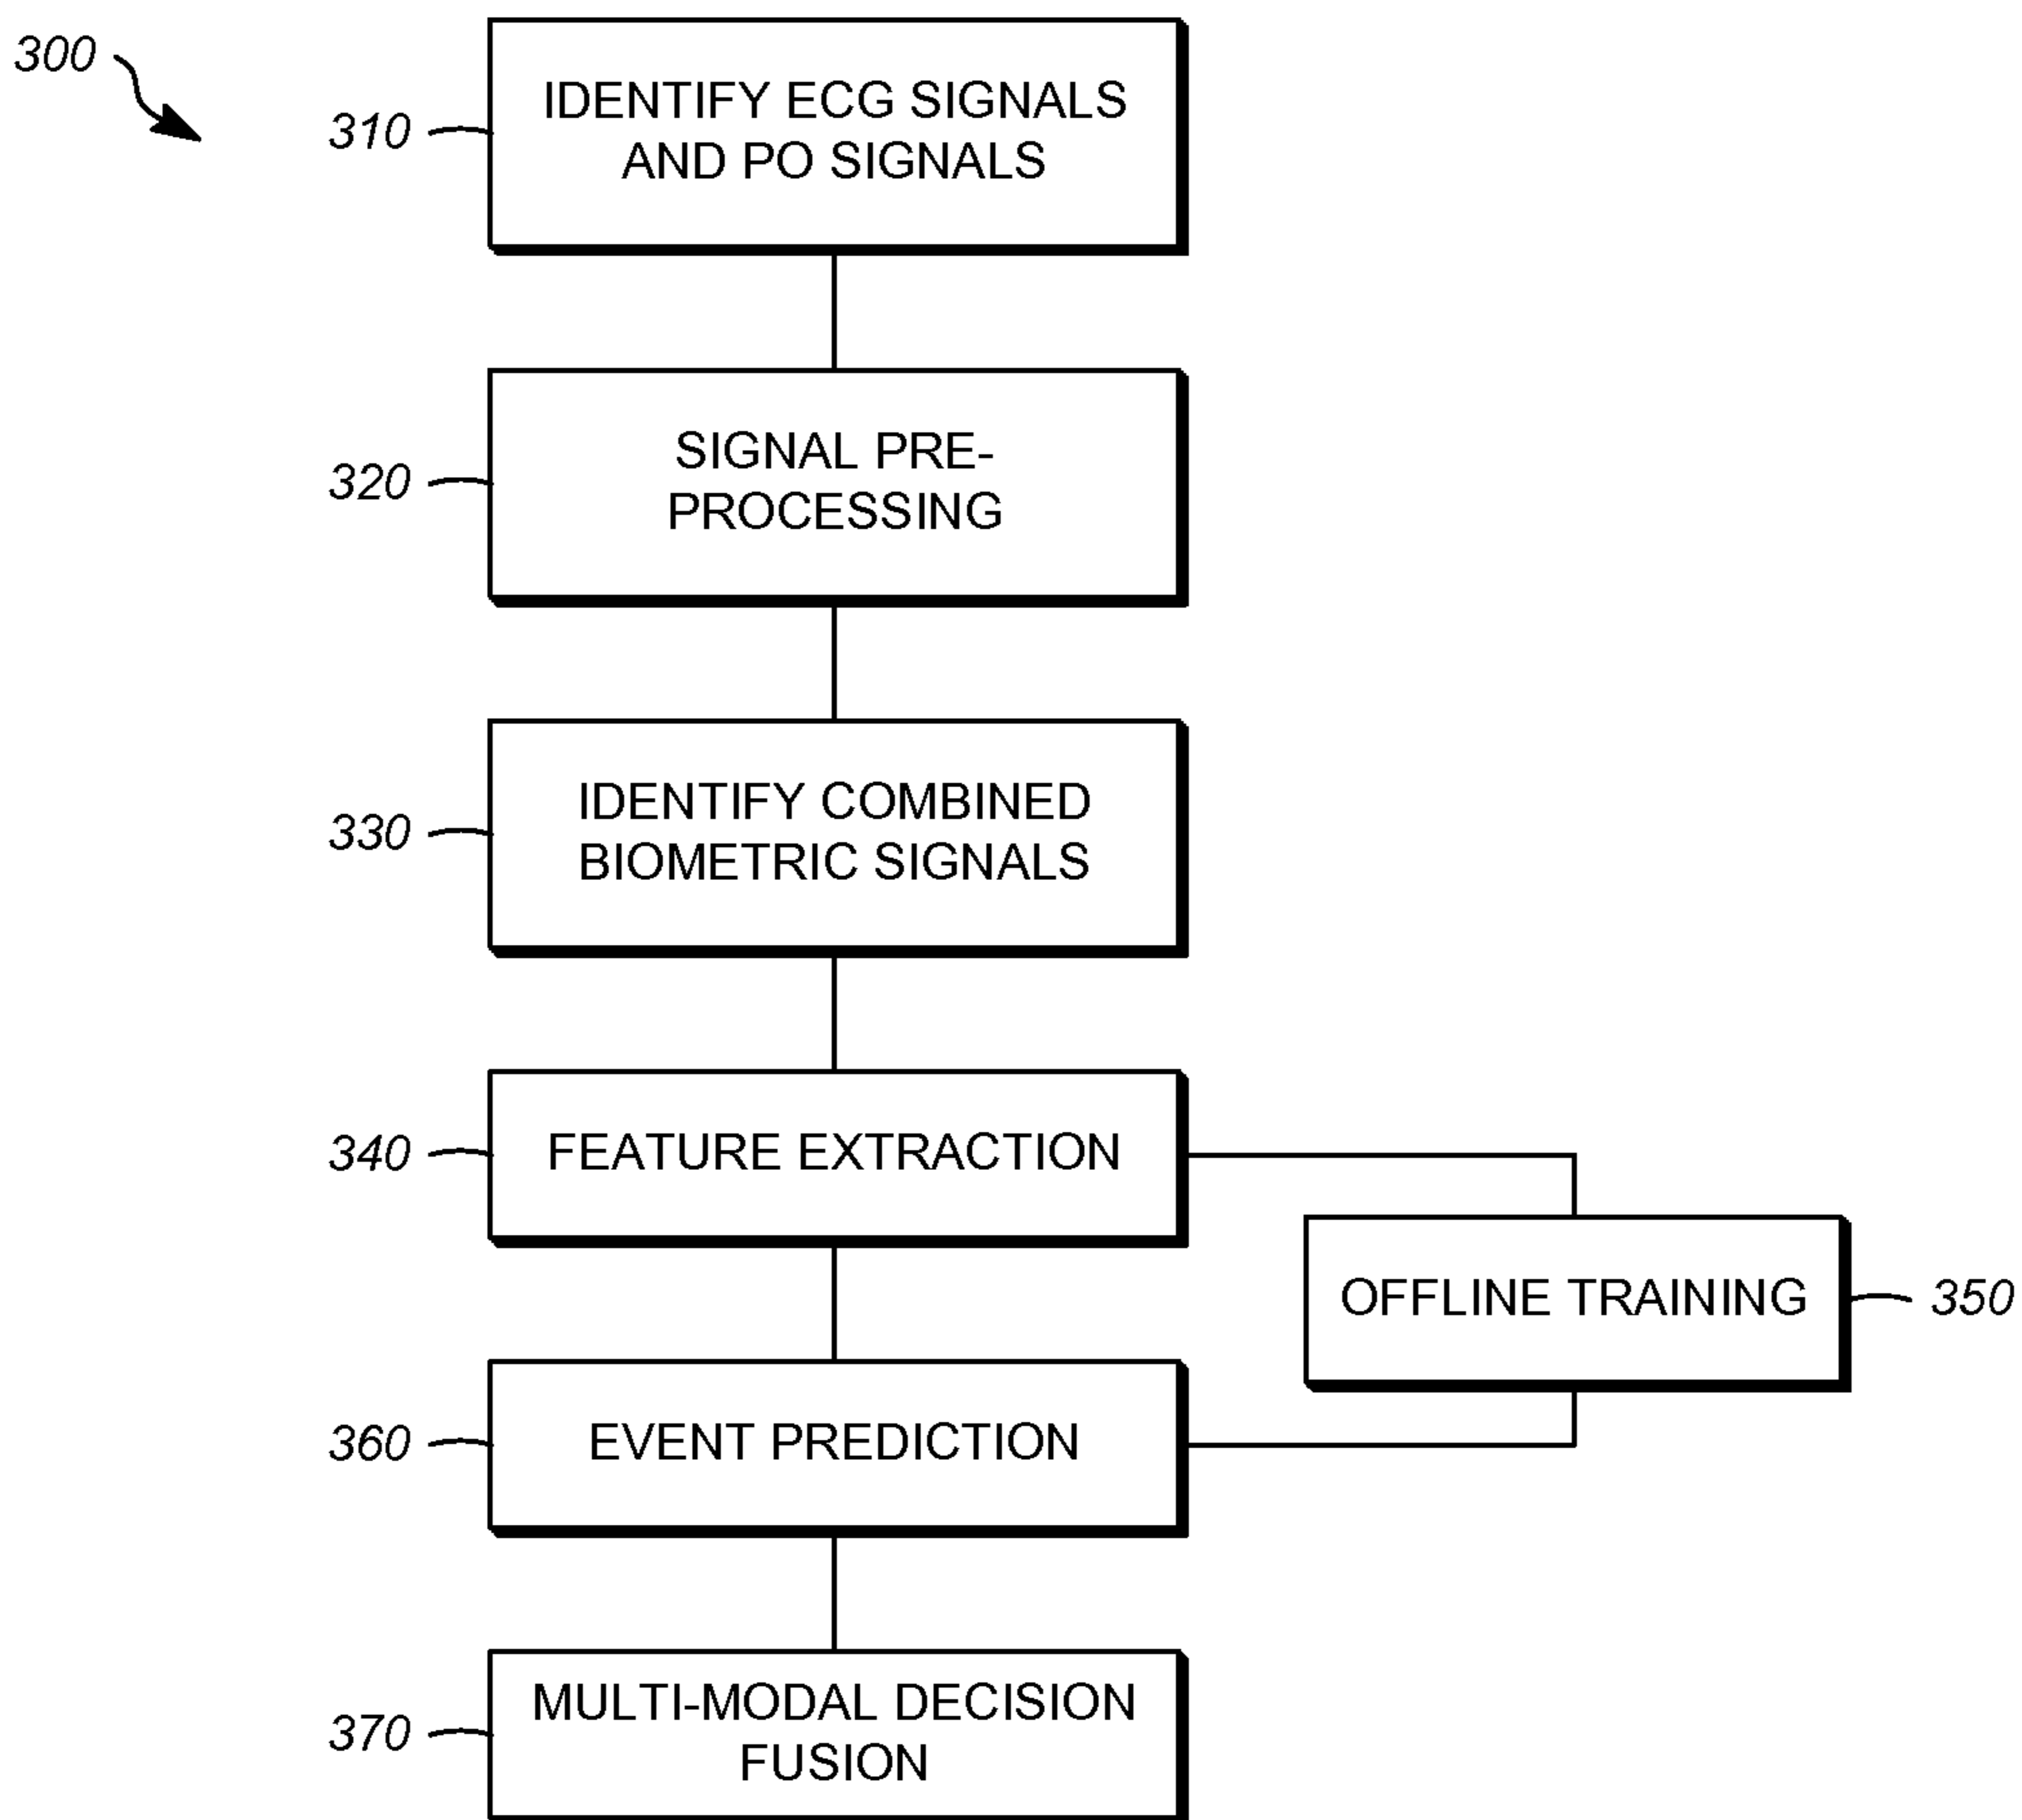 300
310
IDENTIFY ECG SIGNALS
AND PO SIGNALS
320
SIGNAL PRE-
PROCESSING
330
IDENTIFY COMBINED
BIOMETRIC SIGNALS
340
FEATURE EXTRACTION
OFFLINE TRAINING
350
360
EVENT PREDICTION
370
MULTI-MODAL DECISION
FUSION